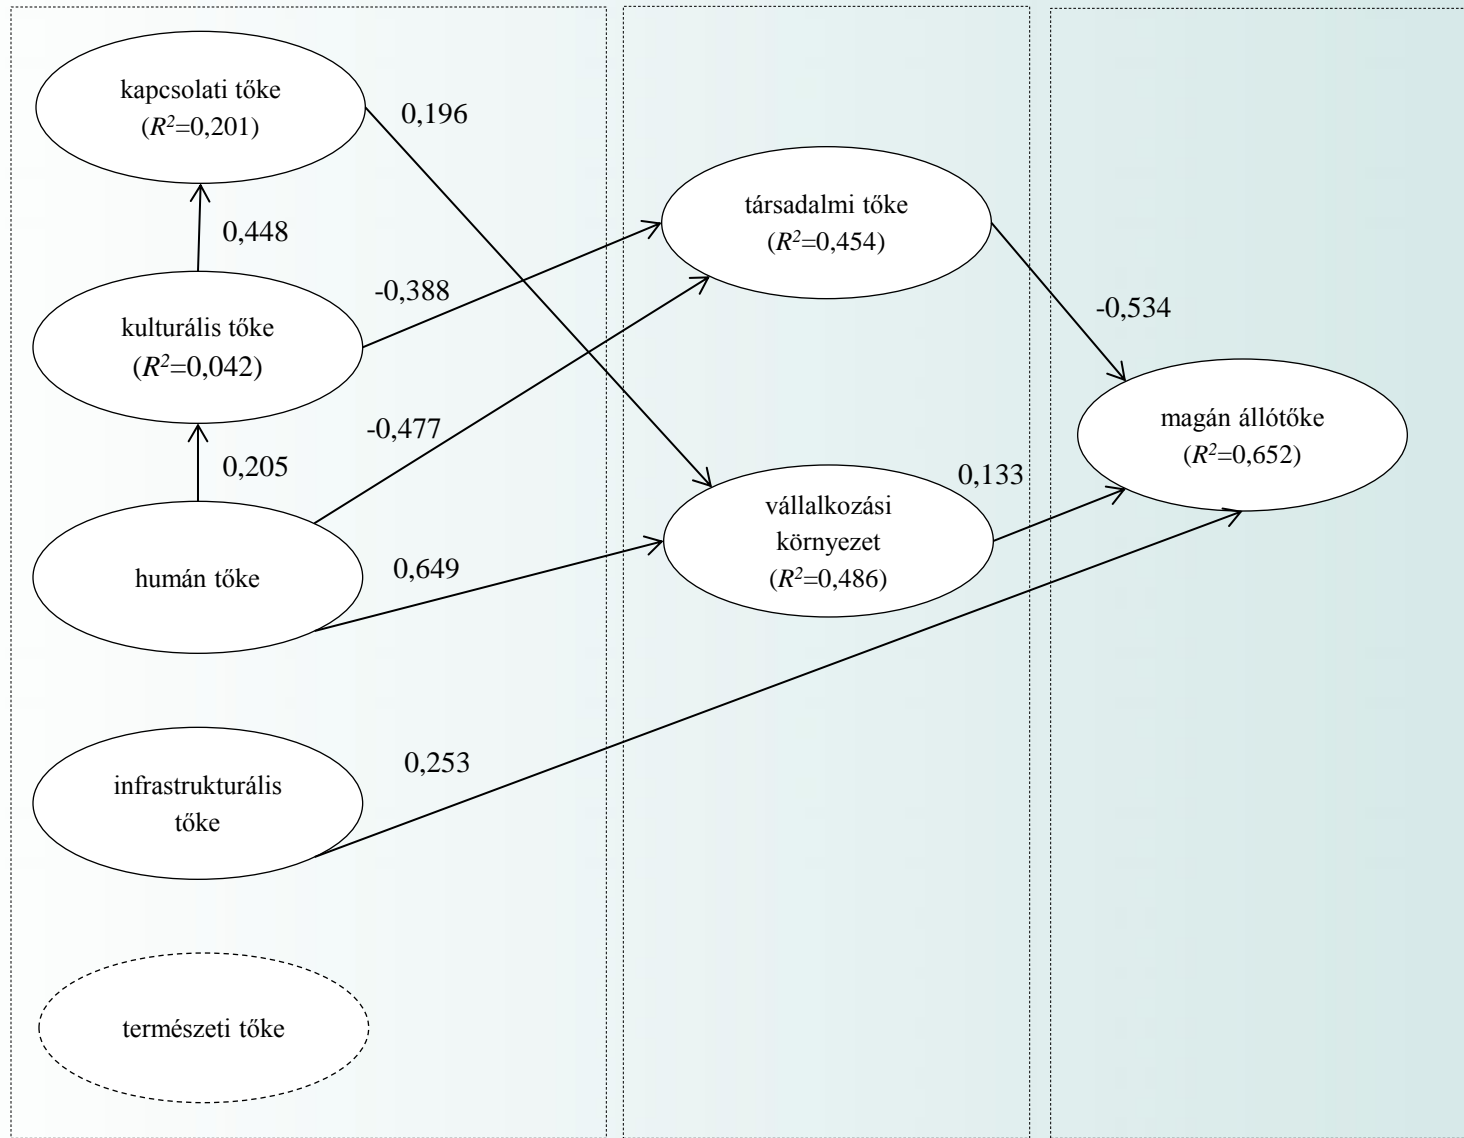 kapcsolati tőke
(R²=0,201)
0,196
0,448
kulturális tőke
(R²=0,042)
-0,388
-0,477
0,205
humán tőke
0,649
infrastrukturális
tőke
0,253
természeti tőke
társadalmi tőke
(R²=0,454)
-0,534
vállalkozási
környezet
(R²=0,486)
0,133
magán állótőke
(R²=0,652)